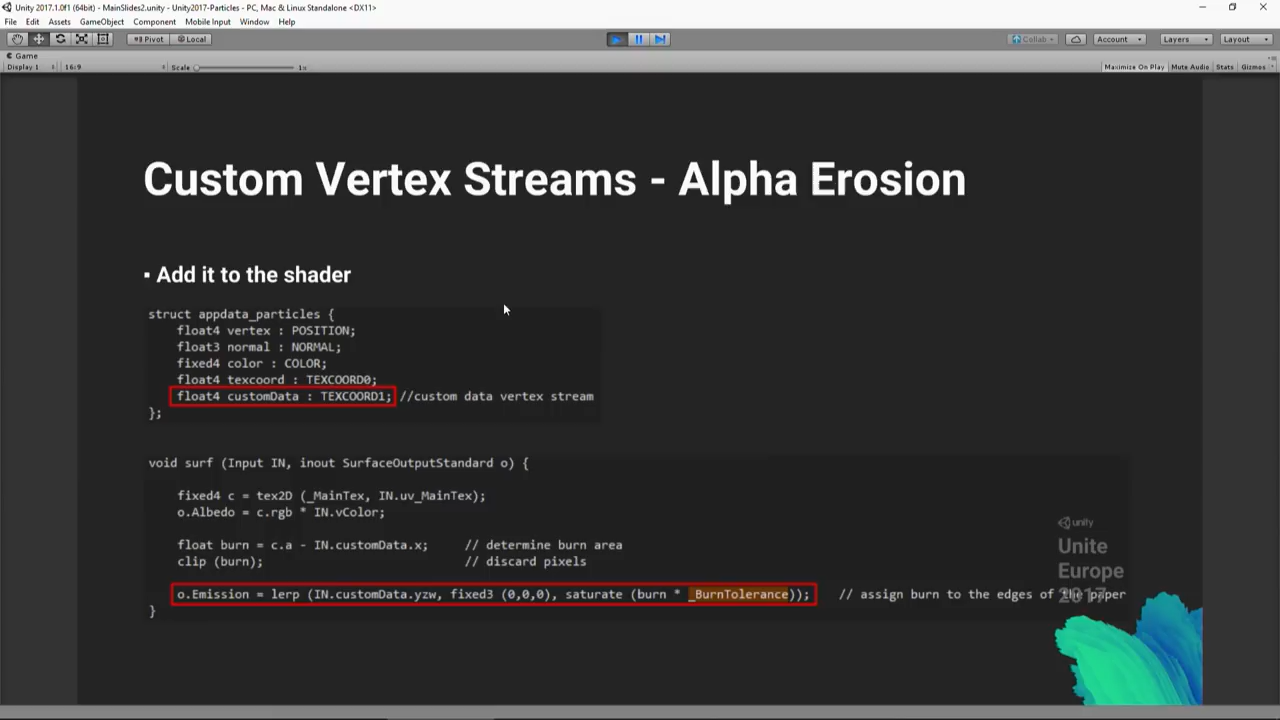 Unity 2017.1.0f1 (64bit) - MainSlides2.unity - Unity2017-Particles - PC, Mac & Linux Standalone <DX11>
File Edit Assets GameObject Component Mobile Input Window Help
Pivot Local Collab Account Layers Layout
Game
Display 1 16:9 Scale 1x Maximize On Play Mute Audio Stats Gizmos
Custom Vertex Streams - Alpha Erosion
▪ Add it to the shader
struct appdata_particles {
float4 vertex : POSITION;
float3 normal : NORMAL;
fixed4 color : COLOR;
float4 texcoord : TEXCOORD0;
float4 customData : TEXCOORD1; //custom data vertex stream
};
void surf (Input IN, inout SurfaceOutputStandard o) {
fixed4 c = tex2D (_MainTex, IN.uv_MainTex);
o.Albedo = c.rgb * IN.vColor;
float burn = c.a - IN.customData.x; // determine burn area
clip (burn); // discard pixels
o.Emission = lerp (IN.customData.yzw, fixed3 (0,0,0), saturate (burn * _BurnTolerance)); // assign burn to the edges of the paper
}
unity
Unite
Europe
2017